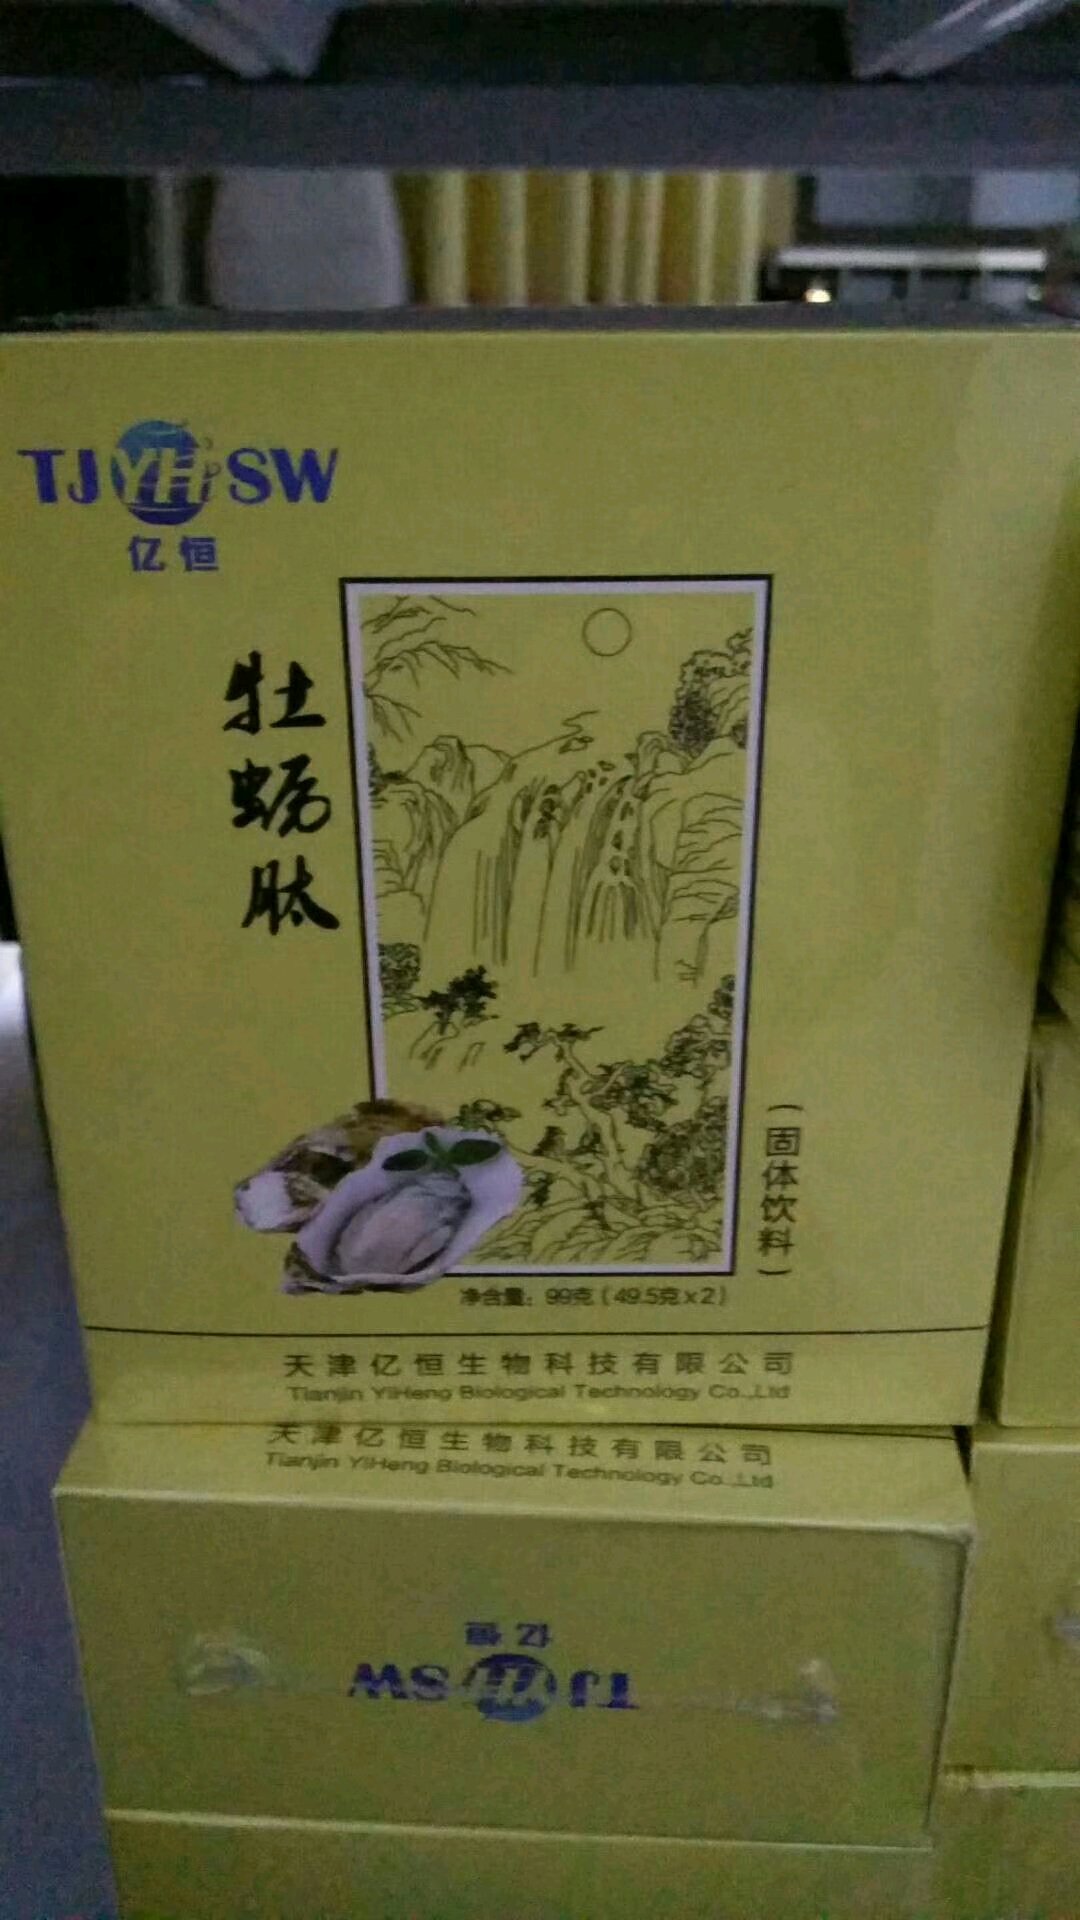 TJYHSW
亿恒
牡蛎肽
（固体饮料）
净含量：99克（49.5克x2）
天津亿恒生物科技有限公司
Tianjin YiHeng Biological Technology Co.,Ltd
天津亿恒生物科技有限公司
Tianjin YiHeng Biological Technology Co.,Ltd
亿恒
TJYHSW